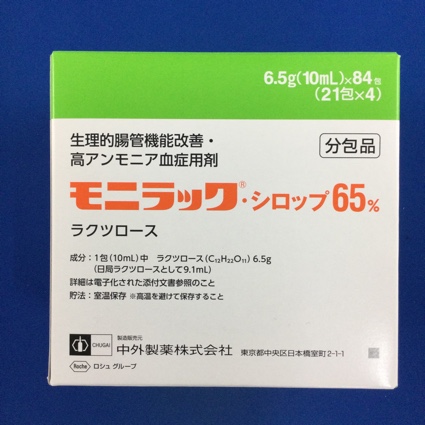 6.5g(10mL)×84包
(21包×4)
生理的腸管機能改善・
高アンモニア血症用剤
分包品
モニラック®・シロップ65%
ラクツロース
成分：1包(10mL)中 ラクツロース(C₁₂H₂₂O₁₁) 6.5g
(日局ラクツロースとして9.1mL)
詳細は電子化された添付文書参照のこと
貯法：室温保存 ※高温を避けて保存すること
CHUGAI
製造販売元
中外製薬株式会社
東京都中央区日本橋室町2-1-1
Roche ロシュ グループ